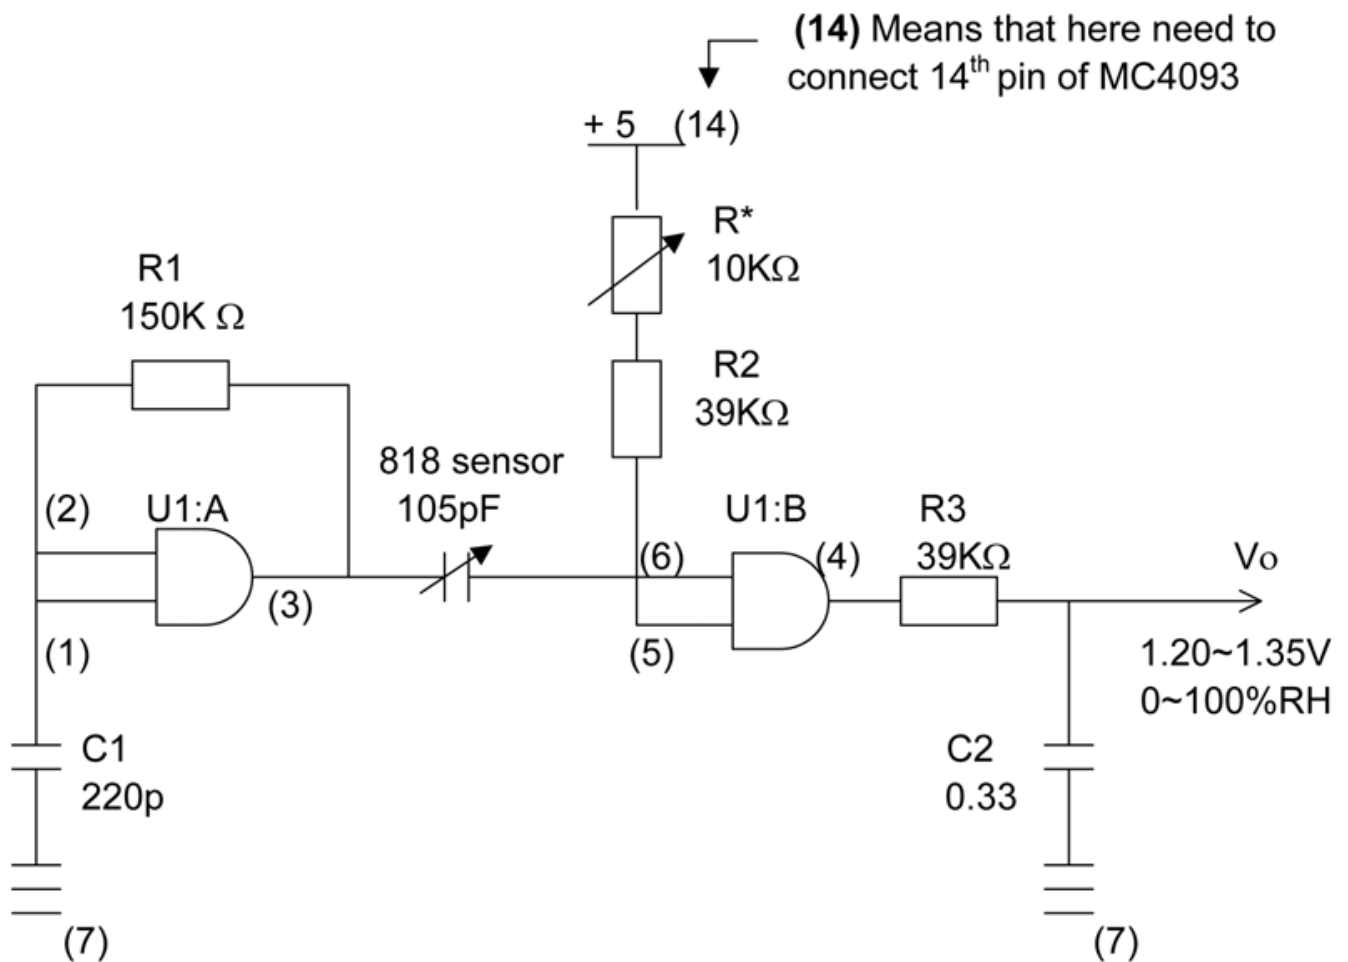 (14) Means that here need to
connect 14th pin of MC4093
+ 5 (14)
R*
10KΩ
R1
150K Ω
R2
39KΩ
818 sensor
105pF
(2)
U1:A
(3)
(1)
(6)
(5)
U1:B
(4)
R3
39KΩ
Vo
1.20~1.35V
0~100%RH
C1
220p
(7)
C2
0.33
(7)